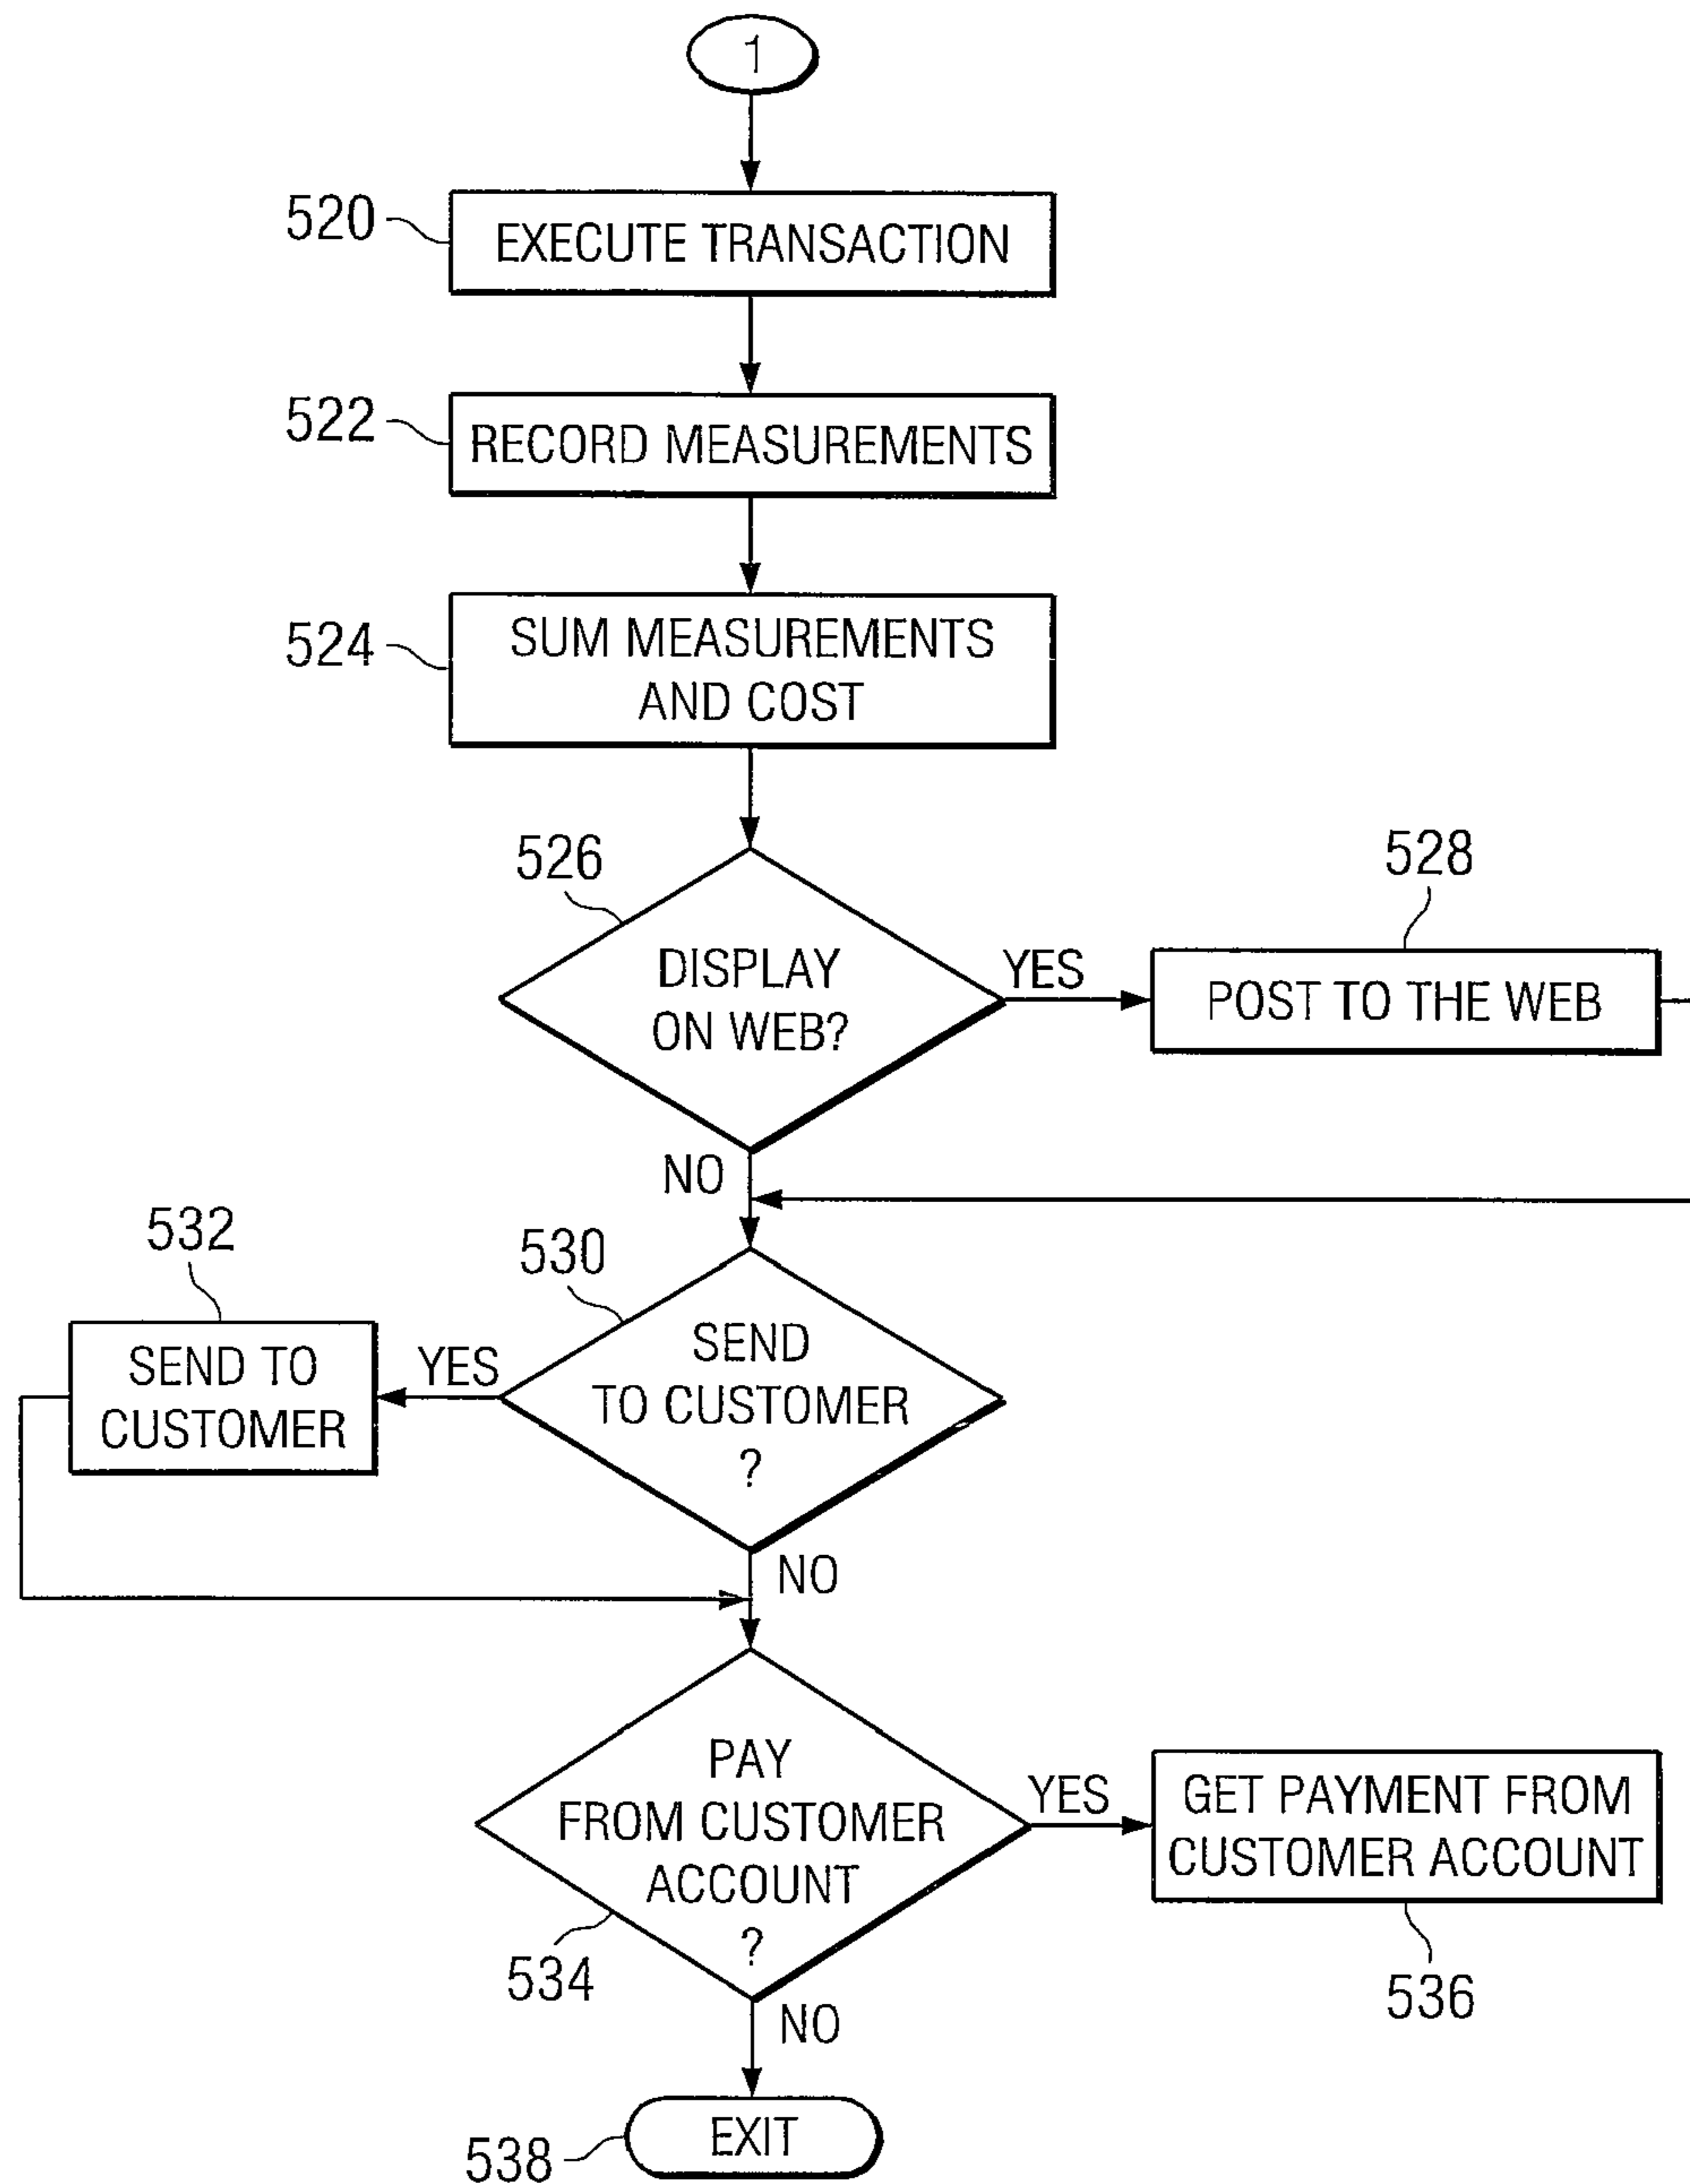 1
520
EXECUTE TRANSACTION
522
RECORD MEASUREMENTS
524
SUM MEASUREMENTS
AND COST
526
DISPLAY
ON WEB?
YES
528
POST TO THE WEB
NO
532
530
SEND TO
CUSTOMER
YES
SEND
TO CUSTOMER
?
NO
PAY
FROM CUSTOMER
ACCOUNT
?
534
YES
GET PAYMENT FROM
CUSTOMER ACCOUNT
536
NO
EXIT
538